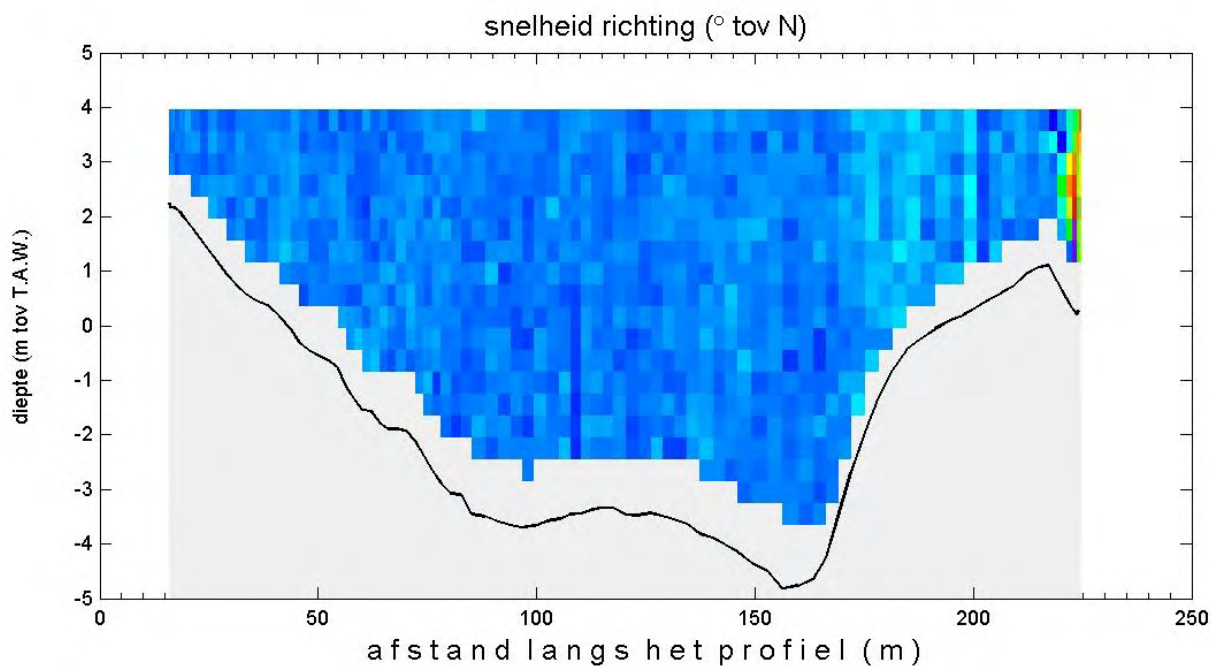 snelheid richting (° tov N)
5
4
3
2
1
0
-1
-2
-3
-4
-5
diepte (m tov T.A.W.)
0 50 100 150 200 250
afstand langs het profiel (m)